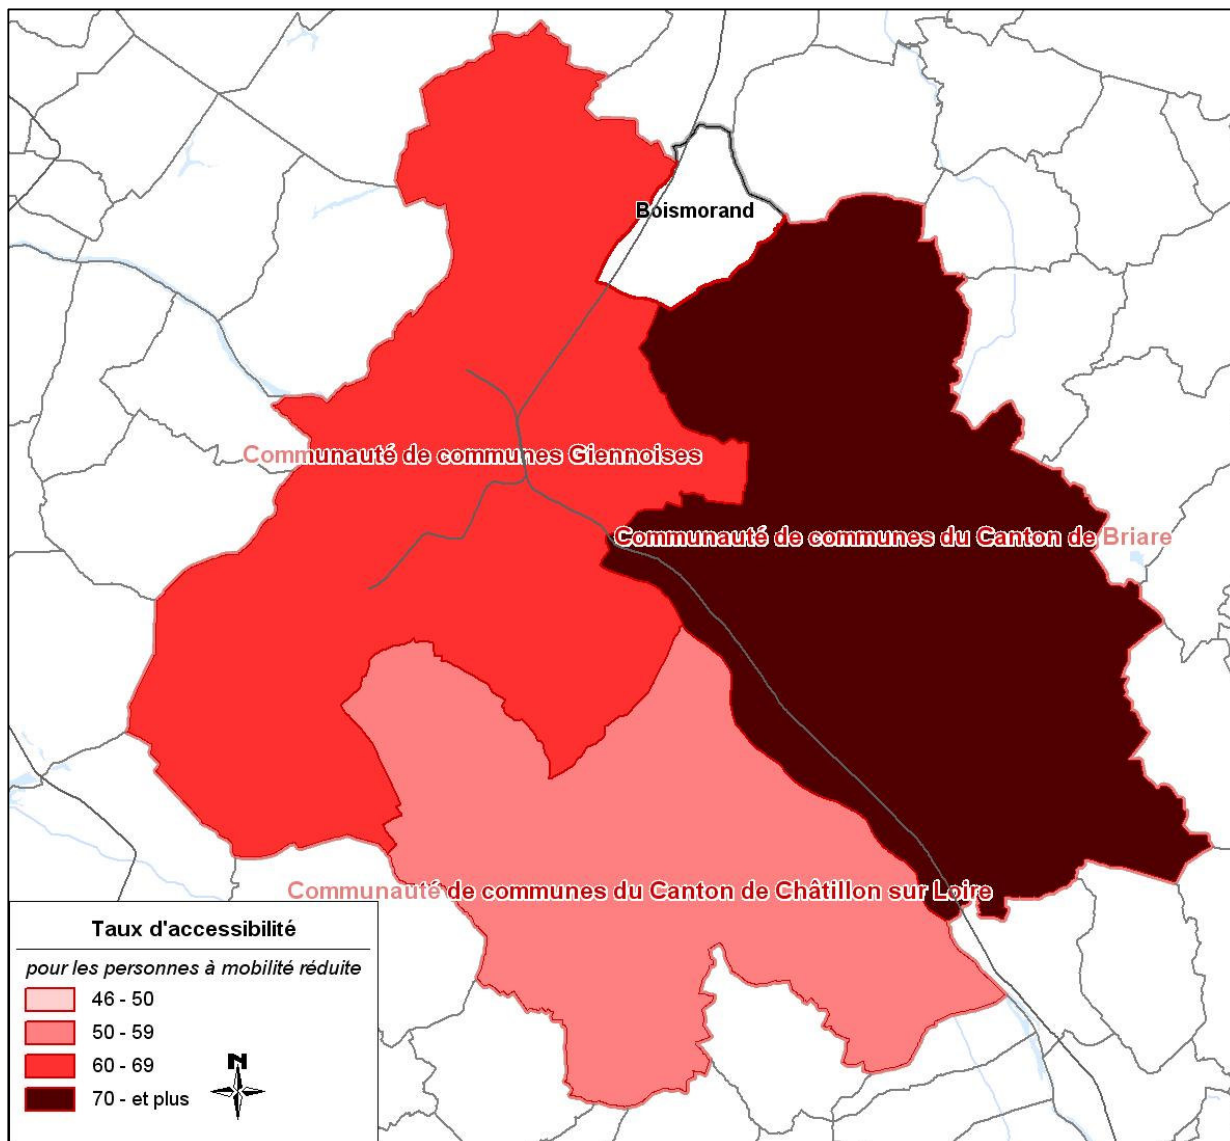 Boismorand
Communauté de communes Giennoises
Communauté de communes du Canton de Briare
Communauté de communes du Canton de Châtillon sur Loire
Taux d'accessibilité
pour les personnes à mobilité réduite
46 - 50
50 - 59
60 - 69
70 - et plus
N